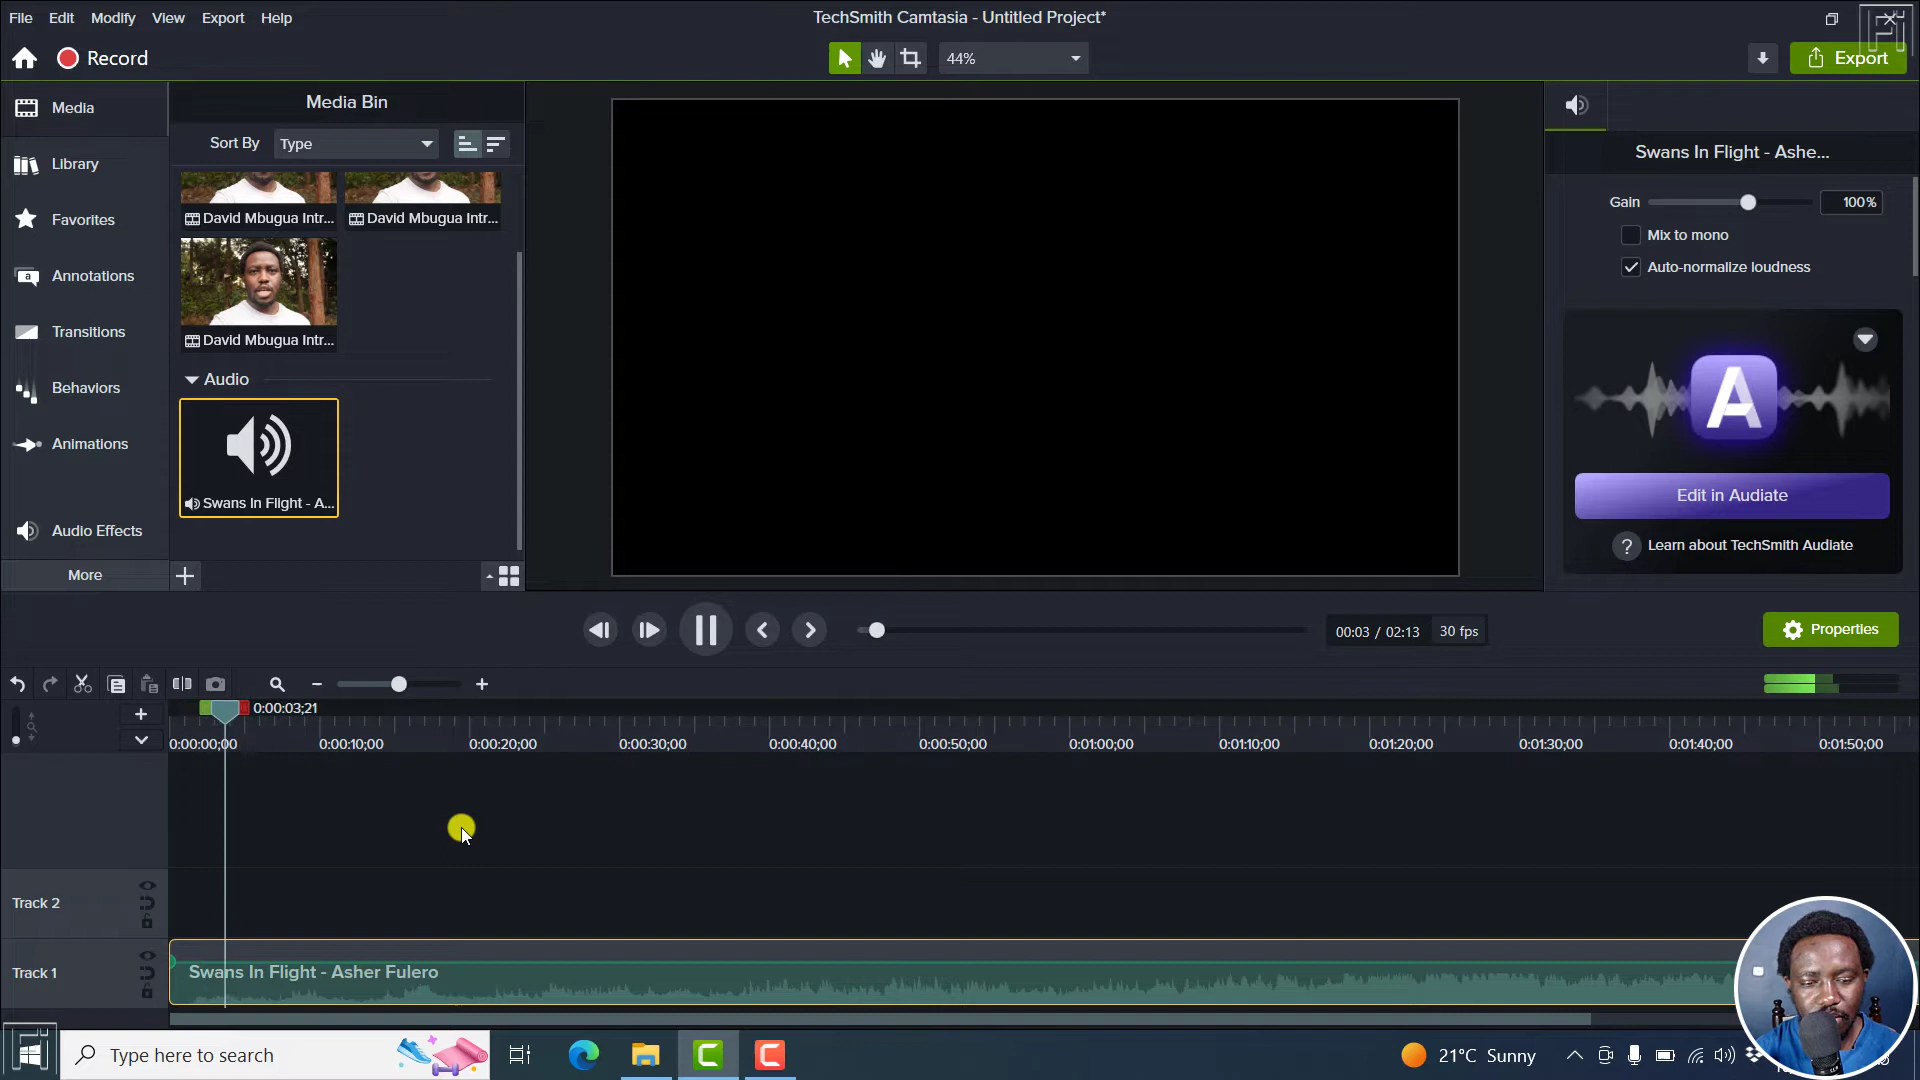 File Edit Modify View Export Help
TechSmith Camtasia - Untitled Project*
Record
44%
Export
Media
Library
Favorites
Annotations
Transitions
Behaviors
Animations
Audio Effects
More
Media Bin
Sort By Type
David Mbugua Intr...
David Mbugua Intr...
David Mbugua Intr...
Audio
Swans In Flight - A...
Swans In Flight - Ashe...
Gain 100%
Mix to mono
Auto-normalize loudness
A
Edit in Audiate
? Learn about TechSmith Audiate
00:03 / 02:13 30 fps
Properties
0:00:03;21
0:00:00;00 0:00:10;00 0:00:20;00 0:00:30;00 0:00:40;00 0:00:50;00 0:01:00;00 0:01:10;00 0:01:20;00 0:01:30;00 0:01:40;00 0:01:50;00
Track 2
Track 1
Swans In Flight - Asher Fulero
Type here to search
21°C Sunny